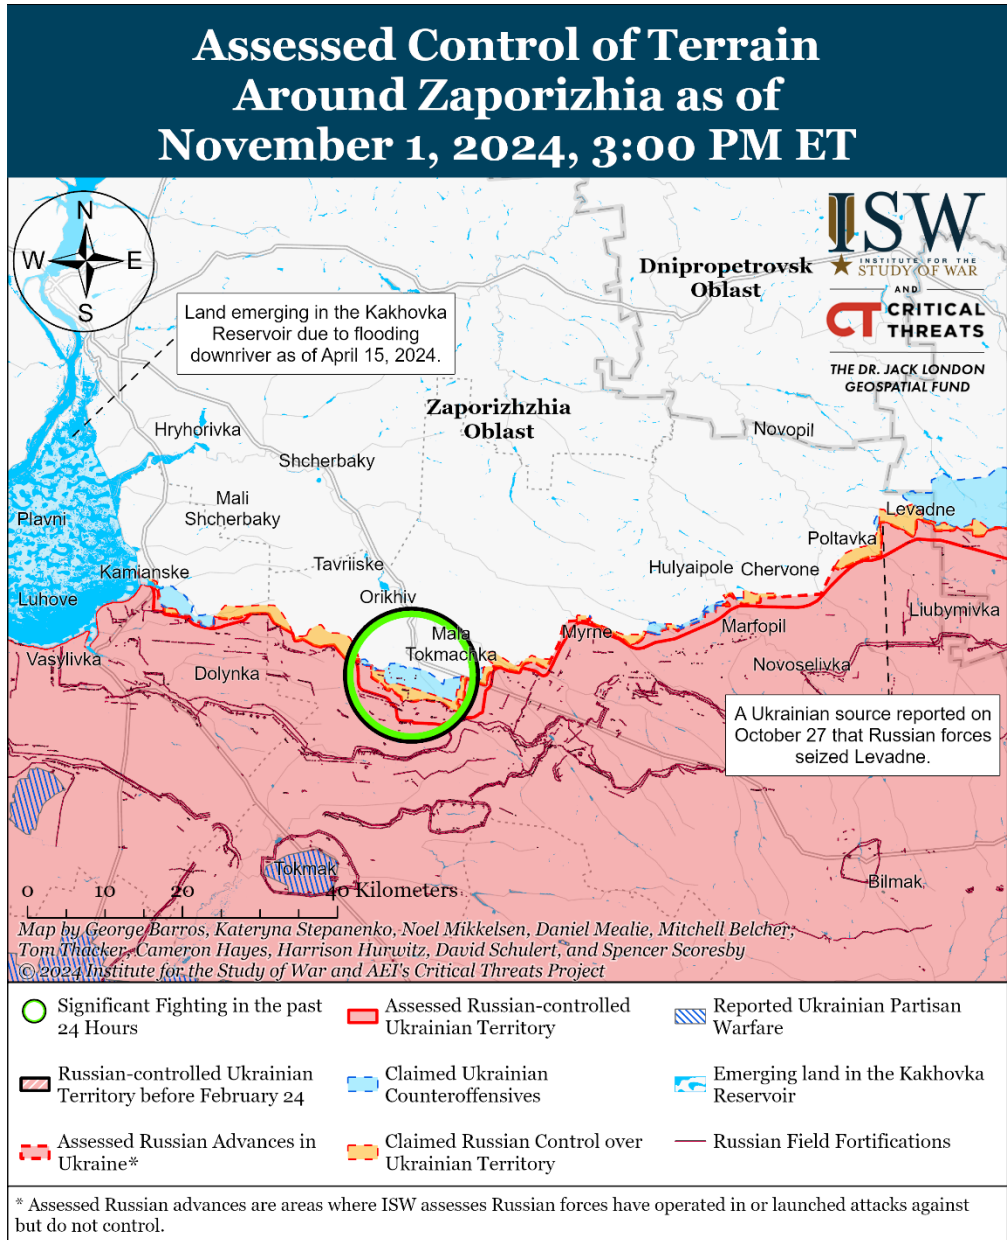 Assessed Control of Terrain
Around Zaporizhia as of
November 1, 2024, 3:00 PM ET
N
W
E
S
ISW
INSTITUTE FOR THE
STUDY OF WAR
AND
CT CRITICAL
THREATS
THE DR. JACK LONDON
GEOSPATIAL FUND
Dnipropetrovsk
Oblast
Land emerging in the Kakhovka
Reservoir due to flooding
downriver as of April 15, 2024.
Zaporizhzhia
Oblast
Hryhorivka
Novopil
Shcherbaky
Mali
Shcherbaky
Plavni
Levadne
Poltavka
Kamianske
Tavriiske
Hulyaipole
Chervone
Luhove
Orikhiv
Liubymivka
Mala
Tokmachka
Myrne
Marfopil
Vasylivka
Dolynka
Novoselivka
A Ukrainian source reported on
October 27 that Russian forces
seized Levadne.
Tokmak
Bilmak
0 10 20 40 Kilometers
Map by George Barros, Kateryna Stepanenko, Noel Mikkelsen, Daniel Mealie, Mitchell Belcher,
Tom Thacker, Cameron Hayes, Harrison Hurwitz, David Schulert, and Spencer Scoresby
© 2024 Institute for the Study of War and AEI's Critical Threats Project
Significant Fighting in the past
24 Hours
Assessed Russian-controlled
Ukrainian Territory
Reported Ukrainian Partisan
Warfare
Russian-controlled Ukrainian
Territory before February 24
Claimed Ukrainian
Counteroffensives
Emerging land in the Kakhovka
Reservoir
Assessed Russian Advances in
Ukraine*
Claimed Russian Control over
Ukrainian Territory
Russian Field Fortifications
* Assessed Russian advances are areas where ISW assesses Russian forces have operated in or launched attacks against
but do not control.